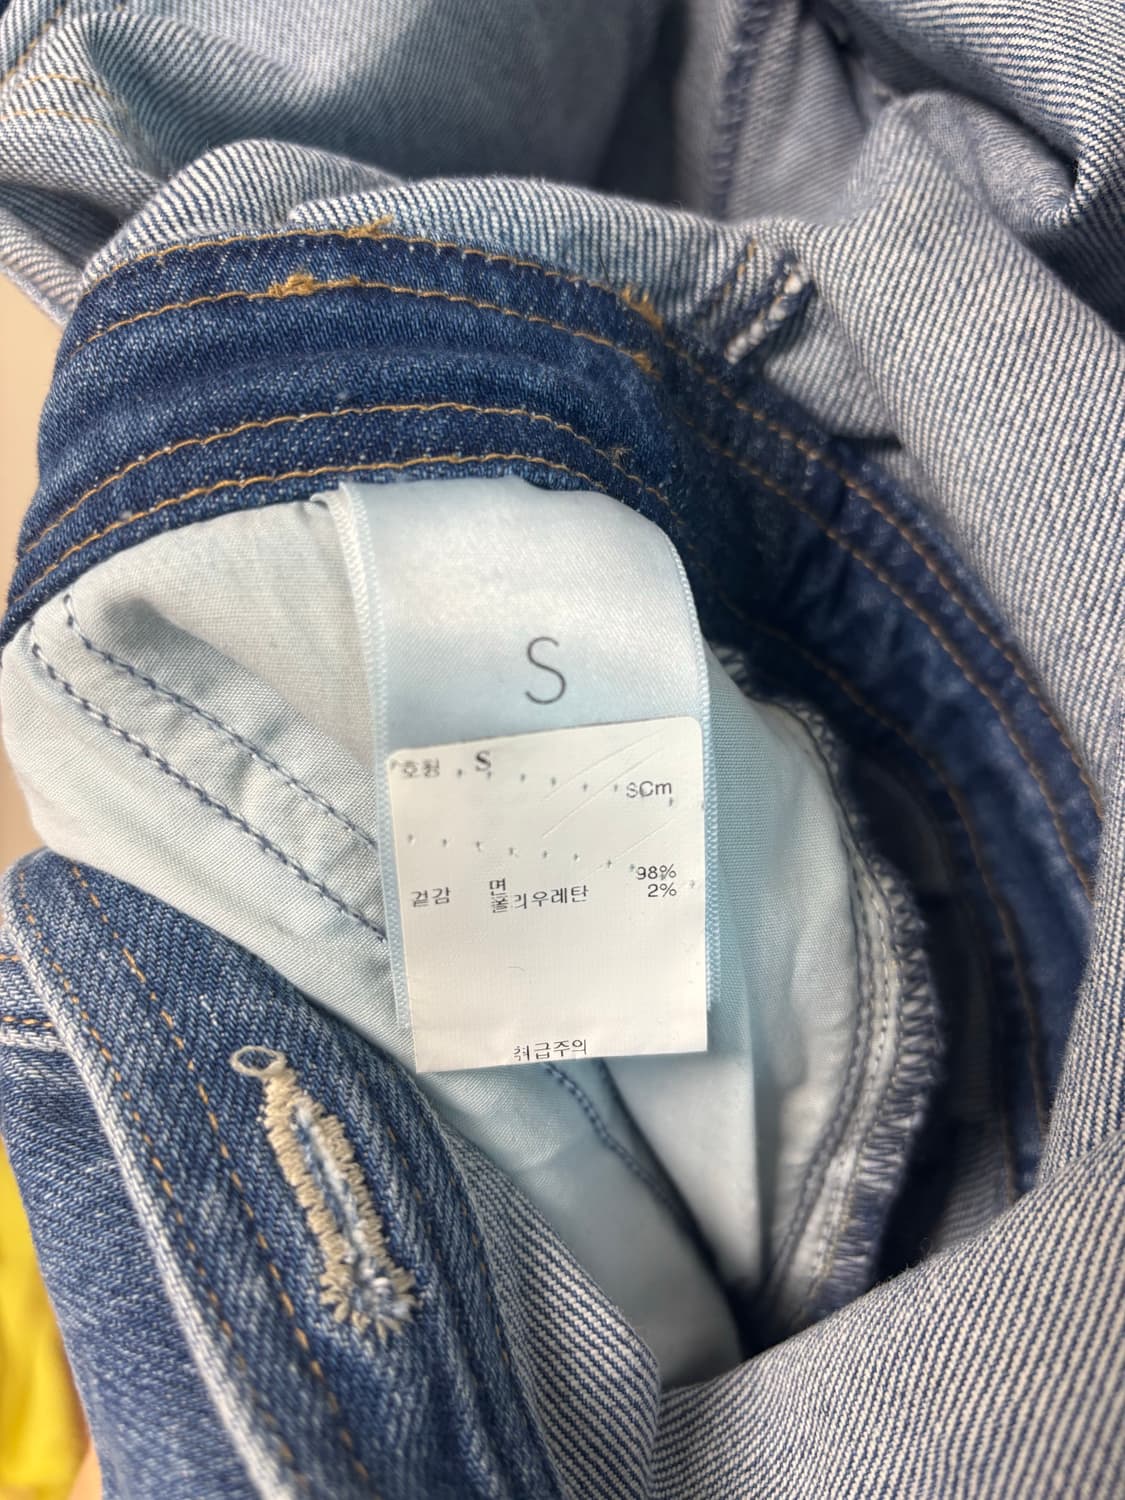 S
호칭 S
SCm
면 98%
겉감 폴리우레탄 2%
취급주의